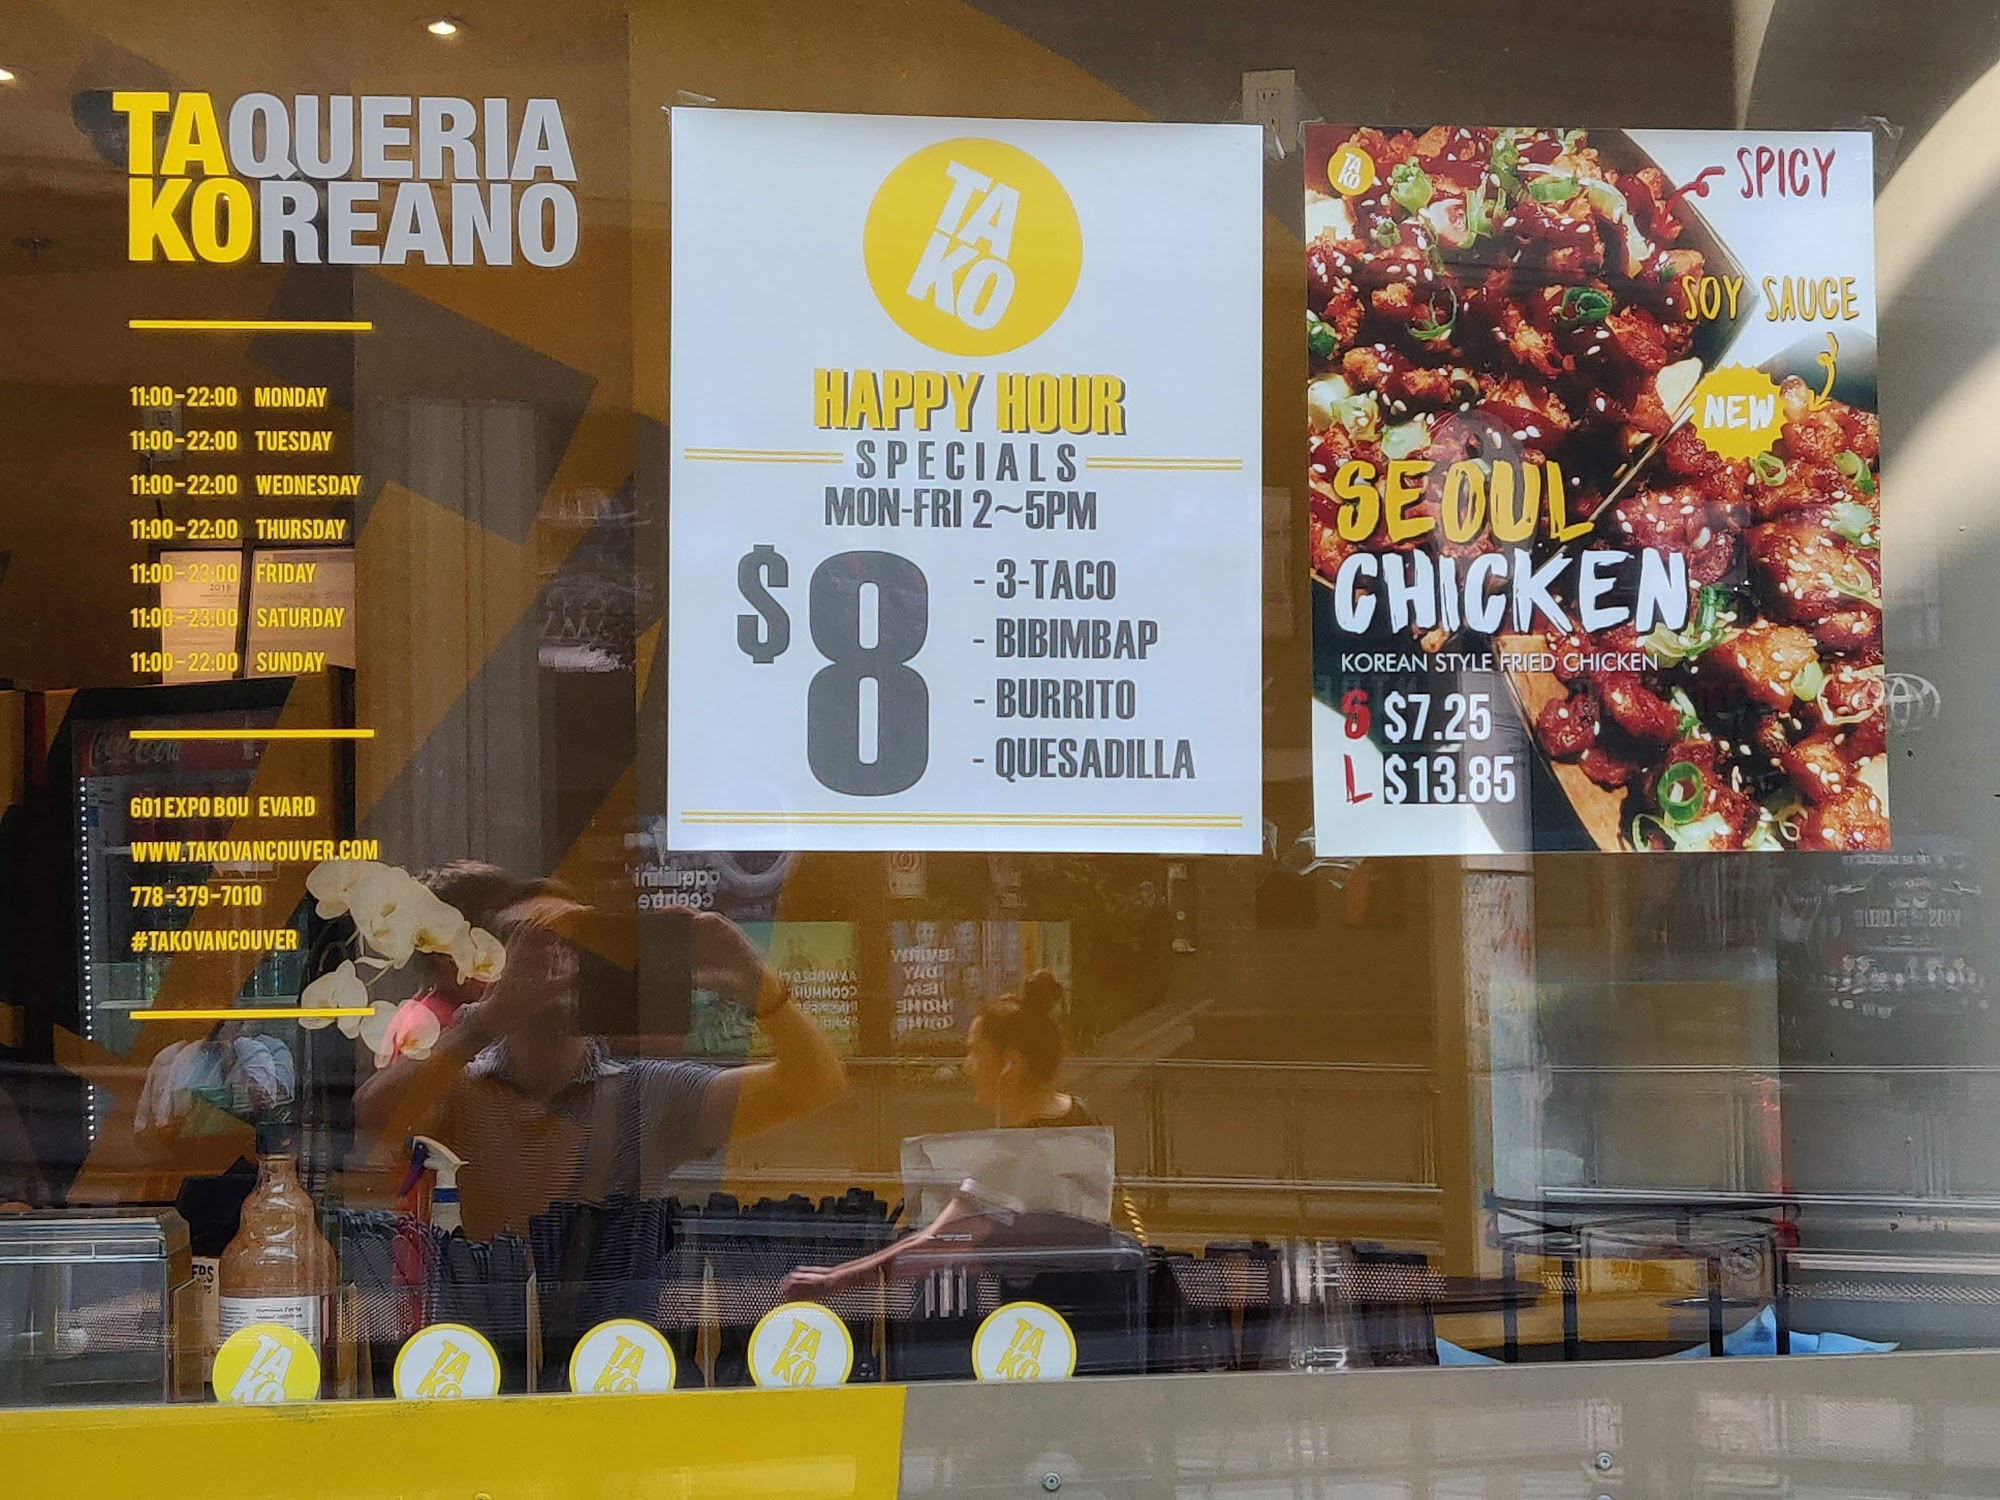 TAQUERIA
KOREANO
11:00-22:00 MONDAY
11:00-22:00 TUESDAY
11:00-22:00 WEDNESDAY
11:00-22:00 THURSDAY
11:00-23:00 FRIDAY
11:00-23:00 SATURDAY
11:00-22:00 SUNDAY
601 EXPO BOU EVARD
WWW.TAKOVANCOUVER.COM
778-379-7010
#TAKOVANCOUVER
Coca-Cola
TA
KO
HAPPY HOUR
SPECIALS
MON-FRI 2~5PM
$8
- 3-TACO
- BIBIMBAP
- BURRITO
- QUESADILLA
TA
KO
SPICY
SOY SAUCE
NEW
SEOUL
CHICKEN
KOREAN STYLE FRIED CHICKEN
S $7.25
L $13.85
TA
KO
TA
KO
TA
KO
TA
KO
TA
KO